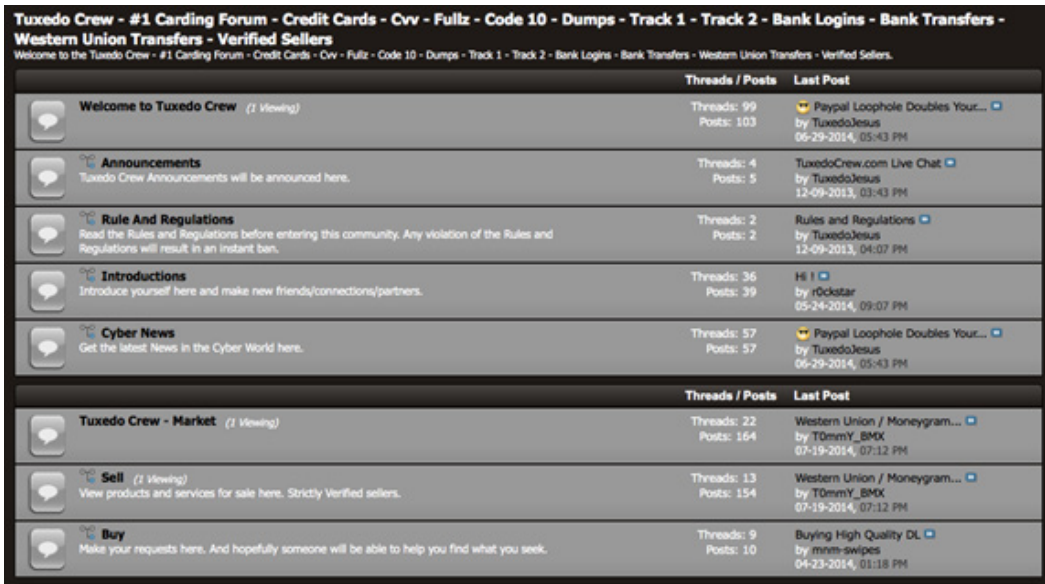 Tuxedo Crew - #1 Carding Forum - Credit Cards - Cvv - Fullz - Code 10 - Dumps - Track 1 - Track 2 - Bank Logins - Bank Transfers -
Western Union Transfers - Verified Sellers
Welcome to the Tuxedo Crew - #1 Carding Forum - Credit Cards - Cvv - Fullz - Code 10 - Dumps - Track 1 - Track 2 - Bank Logins - Bank Transfers - Western Union Transfers - Verified Sellers.
Threads / Posts Last Post
Welcome to Tuxedo Crew (1 Viewing)
Threads: 99
Posts: 103
Paypal Loophole Doubles Your...
by TuxedoJesus
06-29-2014, 05:43 PM
Announcements
Tuxedo Crew Announcements will be announced here.
Threads: 4
Posts: 5
TuxedoCrew.com Live Chat
by TuxedoJesus
12-09-2013, 03:43 PM
Rule And Regulations
Read the Rules and Regulations before entering this community. Any violation of the Rules and
Regulations will result in an instant ban.
Threads: 2
Posts: 2
Rules and Regulations
by TuxedoJesus
12-09-2013, 04:07 PM
Introductions
Introduce yourself here and make new friends/connections/partners.
Threads: 36
Posts: 39
Hi !
by r0ckstar
05-24-2014, 09:07 PM
Cyber News
Get the latest News in the Cyber World here.
Threads: 57
Posts: 57
Paypal Loophole Doubles Your...
by TuxedoJesus
06-29-2014, 05:43 PM
Threads / Posts Last Post
Tuxedo Crew - Market (1 Viewing)
Threads: 22
Posts: 164
Western Union / Moneygram...
by T0mmY_BMX
07-19-2014, 07:12 PM
Sell (1 Viewing)
View products and services for sale here. Strictly Verified sellers.
Threads: 13
Posts: 154
Western Union / Moneygram...
by T0mmY_BMX
07-19-2014, 07:12 PM
Buy
Make your requests here. And hopefully someone will be able to help you find what you seek.
Threads: 9
Posts: 10
Buying High Quality DL
by mnm-swipes
04-23-2014, 01:18 PM